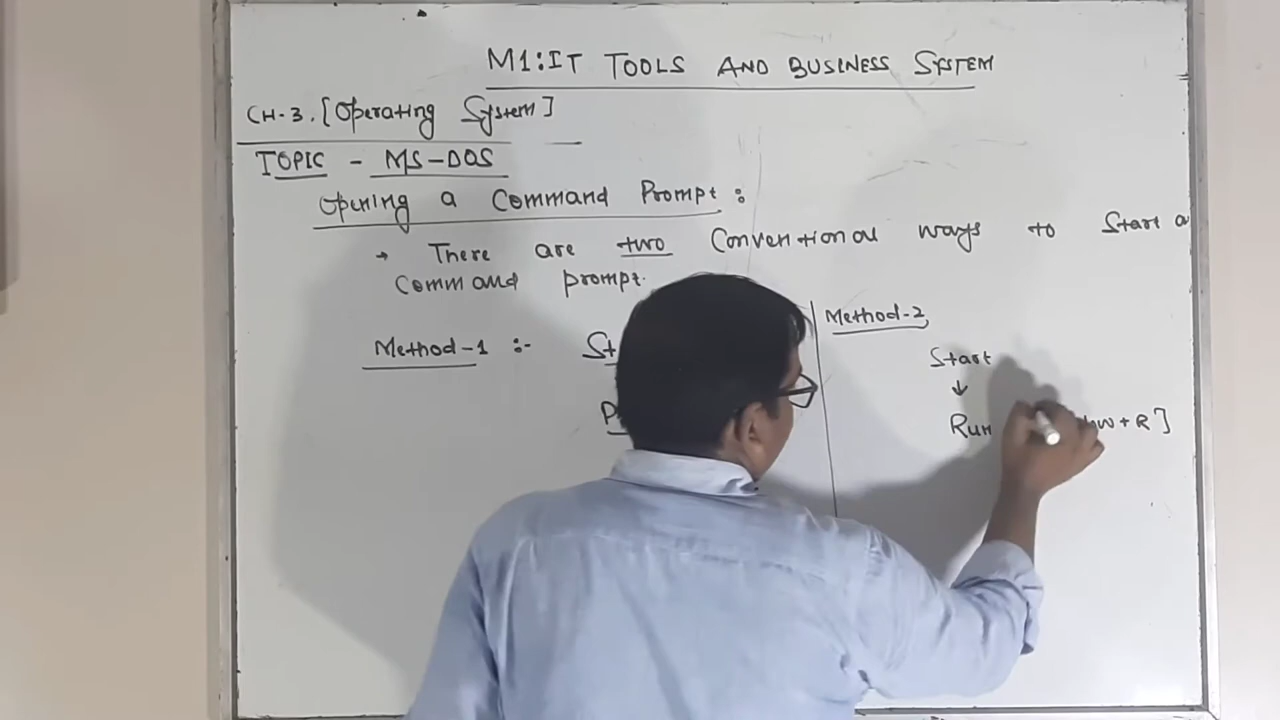 M1:IT TOOLS AND BUSINESS SYSTEM
CH-3. [Operating System]
TOPIC - MS-DOS
Opening a Command Prompt :
→ There are two Conventional ways to Start a
Command prompt.
Method-1 :-
Method-2
Start
↓
Run
+ R]